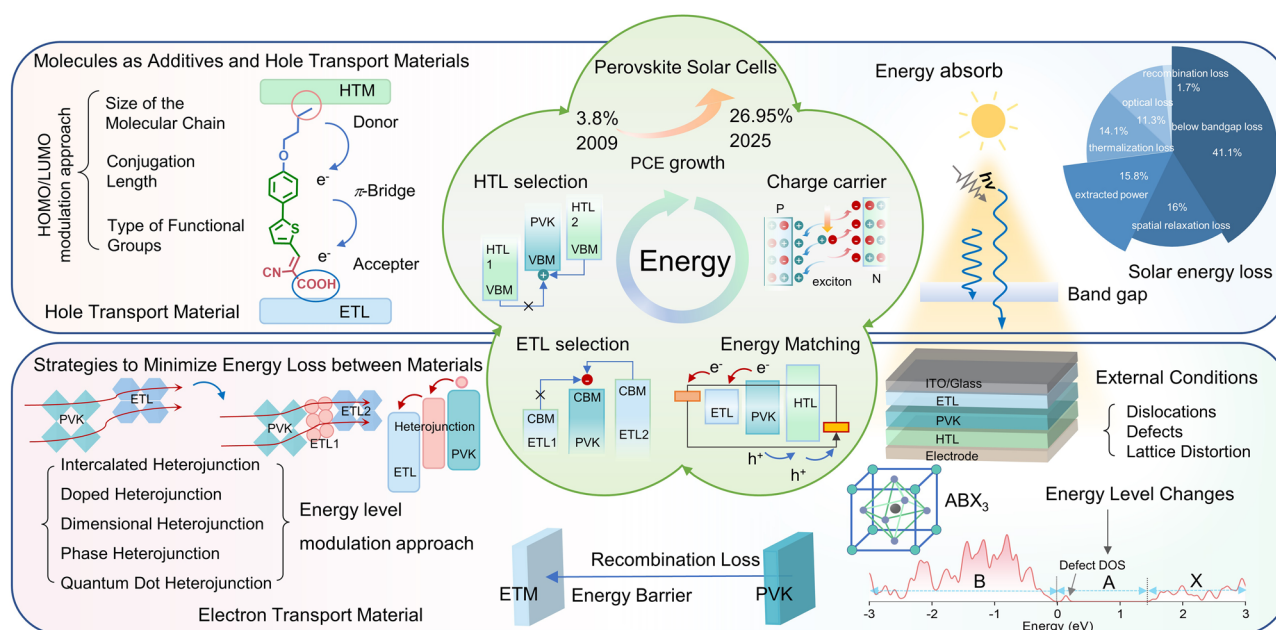 Molecules as Additives and Hole Transport Materials
HOMO/LUMO
modulation approach
Size of the
Molecular Chain
Conjugation
Length
Type of Functional
Groups
Hole Transport Material
HTM
Donor
O
e-
π-Bridge
S
e-
Accepter
CN
COOH
ETL
Perovskite Solar Cells
3.8%
2009
26.95%
2025
PCE growth
HTL selection
HTL
1
VBM
PVK
VBM
HTL
2
VBM
Energy
Charge carrier
P
exciton
N
ETL selection
CBM
ETL1
CBM
PVK
CBM
ETL2
Energy Matching
e-
e-
ETL
PVK
HTL
h+
h+
Energy absorb
hν
Band gap
recombination loss
1.7%
optical loss
11.3%
14.1%
thermalization loss
15.8%
extracted power
16%
spatial relaxation loss
below bandgap loss
41.1%
Solar energy loss
Strategies to Minimize Energy Loss between Materials
PVK
ETL
PVK
ETL1
ETL2
Heterojunction
ETL
PVK
Intercalated Heterojunction
Doped Heterojunction
Dimensional Heterojunction
Phase Heterojunction
Quantum Dot Heterojunction
Energy level
modulation approach
Electron Transport Material
ETM
Recombination Loss
Energy Barrier
PVK
ITO/Glass
ETL
PVK
HTL
Electrode
External Conditions
Dislocations
Defects
Lattice Distortion
ABX3
Energy Level Changes
Defect DOS
B
A
X
-3
-2
-1
0
1
2
3
Energy (eV)